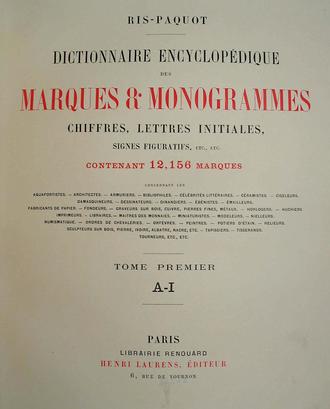 RIS-PAQUOT
DICTIONNAIRE ENCYCLOPÉDIQUE
DES
MARQUES & MONOGRAMMES
CHIFFRES, LETTRES INITIALES,
SIGNES FIGURATIFS, ETC., ETC.
CONTENANT 12,156 MARQUES
CONCERNANT LES
AQUAFORTISTES. — ARCHITECTES. — ARMURIERS. — BIBLIOPHILES. — CÉLÉBRITÉS LITTÉRAIRES. — CÉRAMISTES. — CISELEURS.
DAMASQUINEURS. — DESSINATEURS. — DINANDIERS. — ÉBÉNISTES. — ÉMAILLEURS.
FABRICANTS DE PAPIER. — FONDEURS. — GRAVEURS SUR BOIS, CUIVRE, PIERRES FINES, MÉTAUX. — HORLOGERS. — HUCHIERS
IMPRIMEURS. — LIBRAIRES. — MAITRES DES MONNAIES. — MINIATURISTES. — MODELEURS. — NIELLEURS.
NUMISMATIQUE. — ORDRES DE CHEVALERIE. — ORFÈVRES. — PEINTRES. — POTIERS D'ÉTAIN. — RELIEURS.
SCULPTEURS SUR BOIS, PIERRE, IVOIRE, ALBATRE, NACRE, ETC. — TAPISSIERS. — TISSERANDS.
TOURNEURS, ETC., ETC.
TOME PREMIER
A-I
PARIS
LIBRAIRIE RENOUARD
HENRI LAURENS, ÉDITEUR
6, RUE DE TOURNON